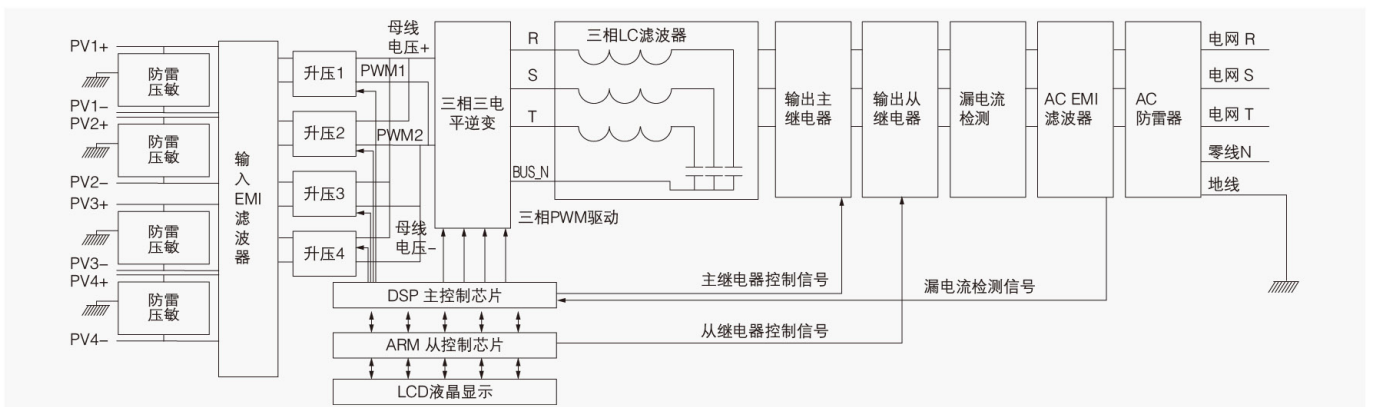 PV1+
防雷
压敏
PV1-
PV2+
防雷
压敏
PV2-
PV3+
防雷
压敏
PV3-
PV4+
防雷
压敏
PV4-
输
入
EMI
滤
波
器
升压1
升压2
升压3
升压4
母线
电压+
PWM1
PWM2
母线
电压-
三相三电
平逆变
R
S
T
BUS_N
三相LC滤波器
三相PWM驱动
输出主
继电器
输出从
继电器
漏电流
检测
AC EMI
滤波器
AC
防雷器
电网 R
电网 S
电网 T
零线N
地线
主继电器控制信号
漏电流检测信号
从继电器控制信号
DSP 主控制芯片
ARM 从控制芯片
LCD液晶显示